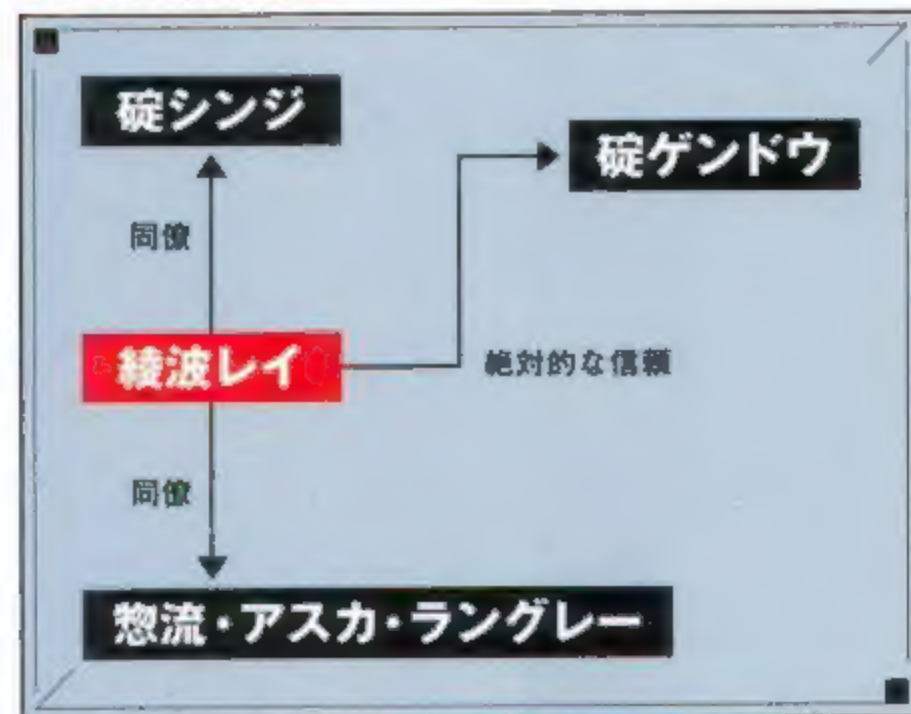 碇シンジ
碇ゲンドウ
同僚
綾波レイ
絶対的な信頼
同僚
惣流・アスカ・ラングレー